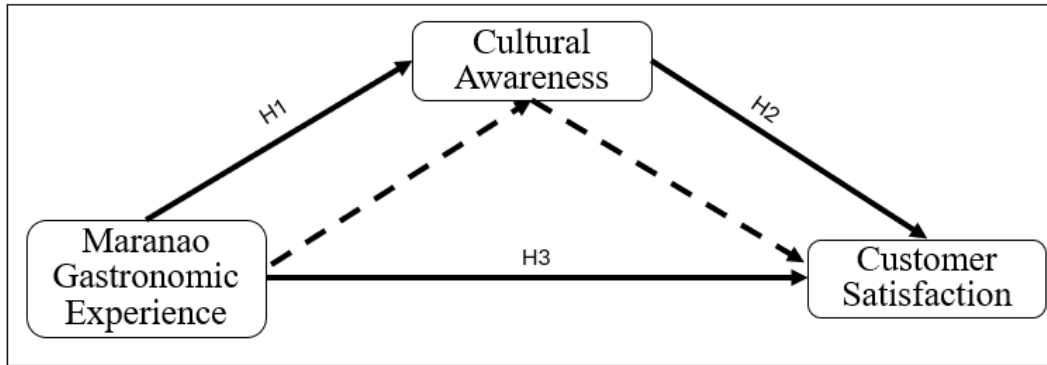 Cultural
Awareness
H1
H2
Maranao
Gastronomic
Experience
H3
Customer
Satisfaction